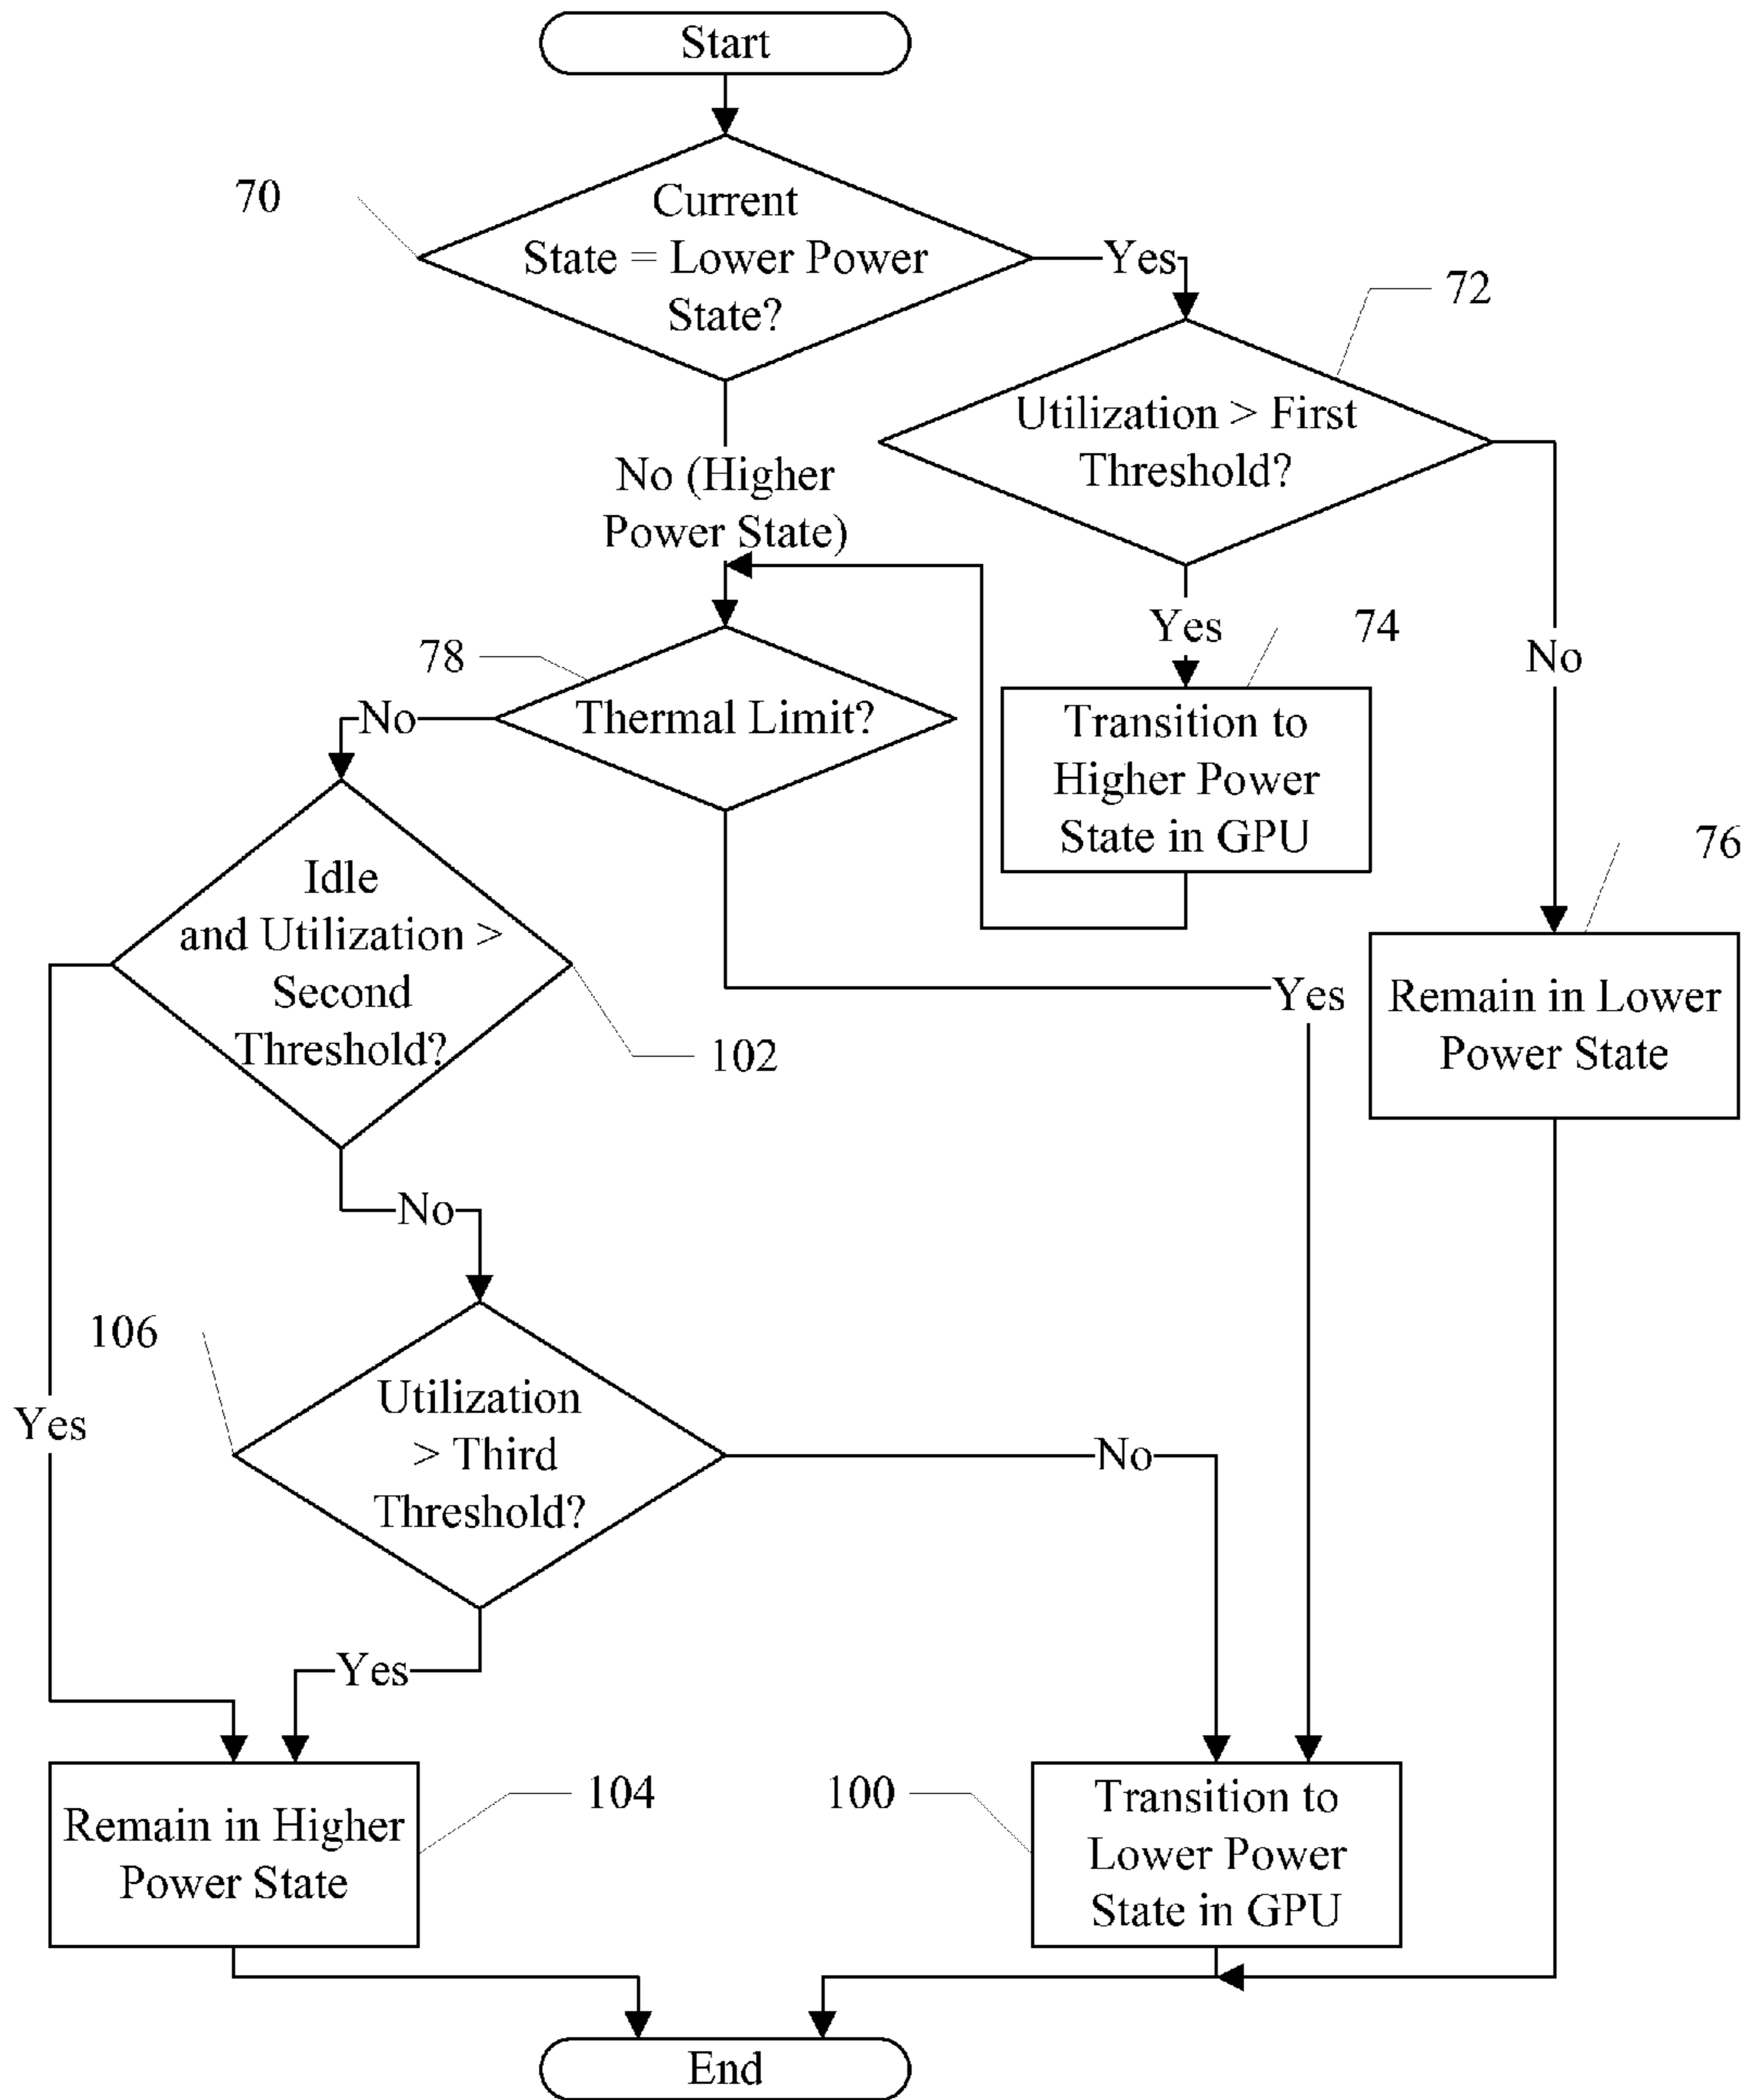 Start
70
Current
State = Lower Power
State?
Yes
72
Utilization > First
Threshold?
No (Higher
Power State)
Yes
74
No
78
Thermal Limit?
No
Transition to
Higher Power
State in GPU
76
Idle
and Utilization >
Second
Threshold?
102
Yes
Remain in Lower
Power State
No
106
Utilization
> Third
Threshold?
Yes
No
Yes
104
Remain in Higher
Power State
100
Transition to
Lower Power
State in GPU
End